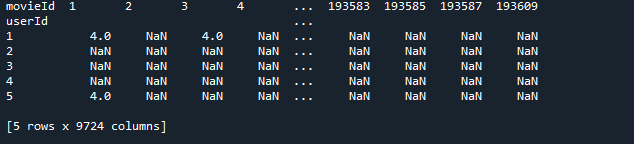 movieId 1 2 3 4 ... 193583 193585 193587 193609
userId ...
1 4.0 NaN 4.0 NaN ... NaN NaN NaN NaN
2 NaN NaN NaN NaN ... NaN NaN NaN NaN
3 NaN NaN NaN NaN ... NaN NaN NaN NaN
4 NaN NaN NaN NaN ... NaN NaN NaN NaN
5 4.0 NaN NaN NaN ... NaN NaN NaN NaN
[5 rows x 9724 columns]